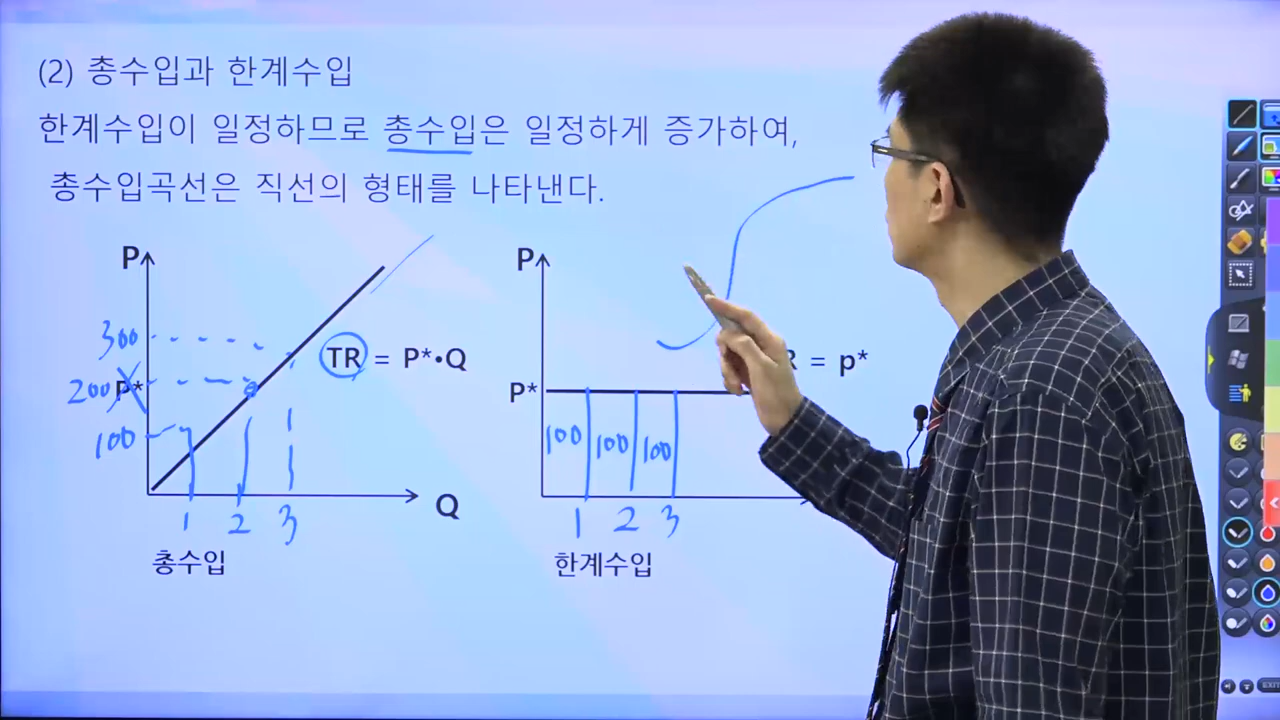 (2) 총수입과 한계수입
한계수입이 일정하므로 총수입은 일정하게 증가하여,
총수입곡선은 직선의 형태를 나타낸다.
P
300
200 P*
100
TR = P*•Q
1 2 3
Q
총수입
P
P*
100 100 100
R = p*
1 2 3
한계수입
EXIT